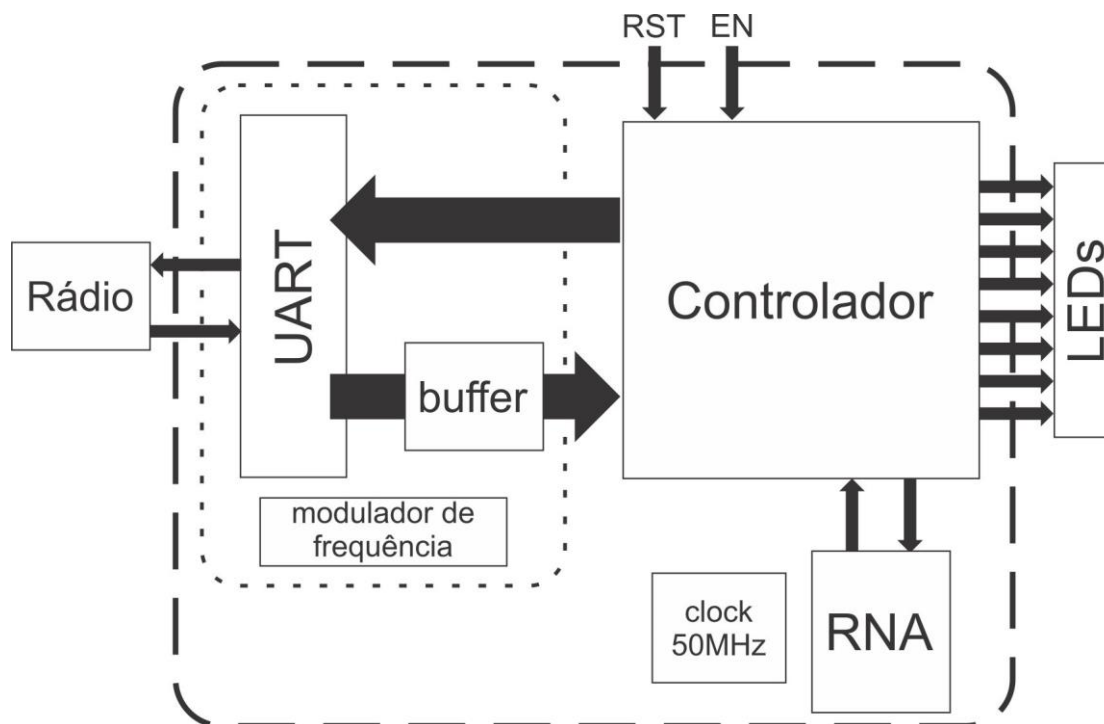 RST EN
Rádio
UART
buffer
modulador de
frequência
Controlador
LEDs
clock
50MHz
RNA